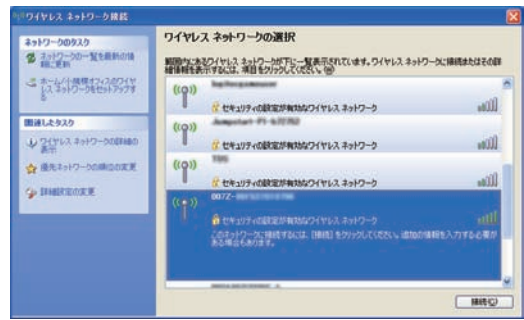 ワイヤレス ネットワーク接続
ネットワークのタスク
ネットワークの一覧を最新の情
報に更新
ホーム/小規模オフィスのワイヤ
レス ネットワークをセットアップす
る
関連したタスク
ワイヤレス ネットワークの詳細の
表示
優先ネットワークの順位の変更
詳細設定の変更
ワイヤレス ネットワークの選択
範囲内にあるワイヤレス ネットワークが下に一覧表示されています。ワイヤレス ネットワークに接続またはその詳
細情報を表示するには、項目をクリックしてください。(W)
セキュリティの設定が有効なワイヤレス ネットワーク
セキュリティの設定が有効なワイヤレス ネットワーク
セキュリティの設定が有効なワイヤレス ネットワーク
007Z-
セキュリティの設定が有効なワイヤレス ネットワーク
このネットワークに接続するには、[接続] をクリックしてください。追加の情報を入力する必要が
ある場合もあります。
接続(C)